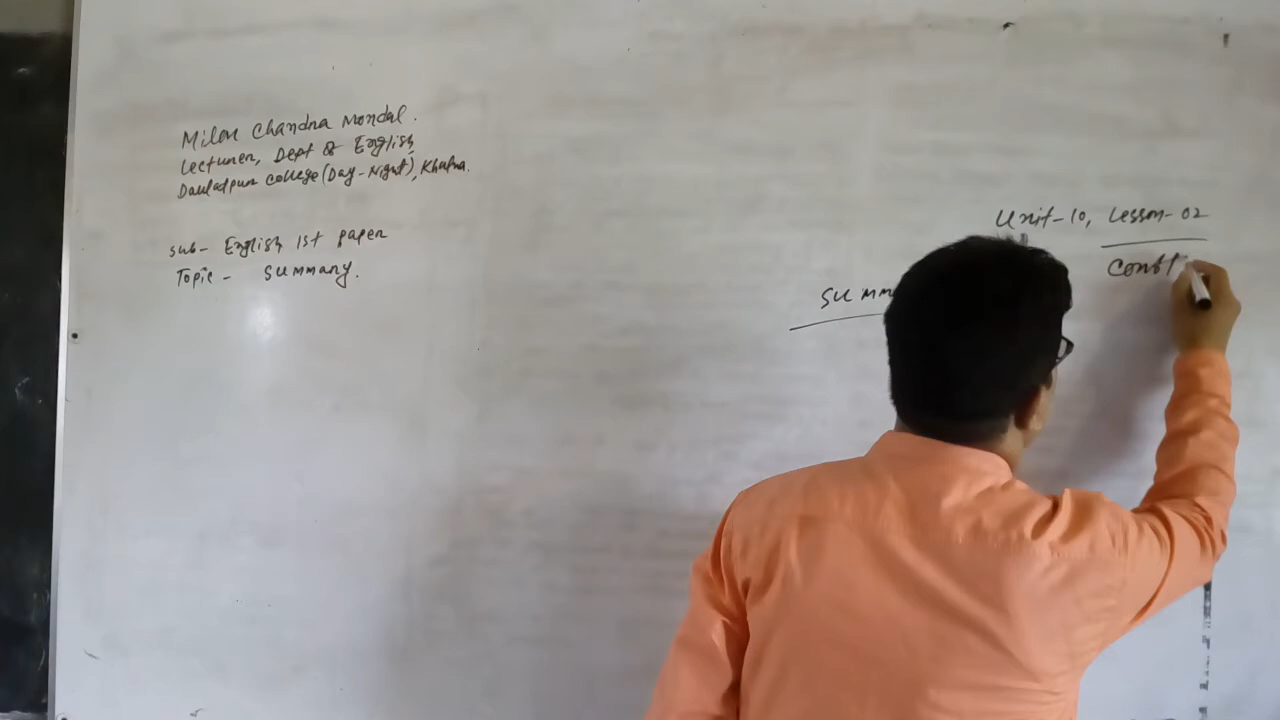 Milon Chandra Mondal.
Lecturer, Dept of English,
Daulatpur College (Day-Night), Khulna.
Sub- English 1st paper
Topic - Summary.
Unit-10, Lesson-02